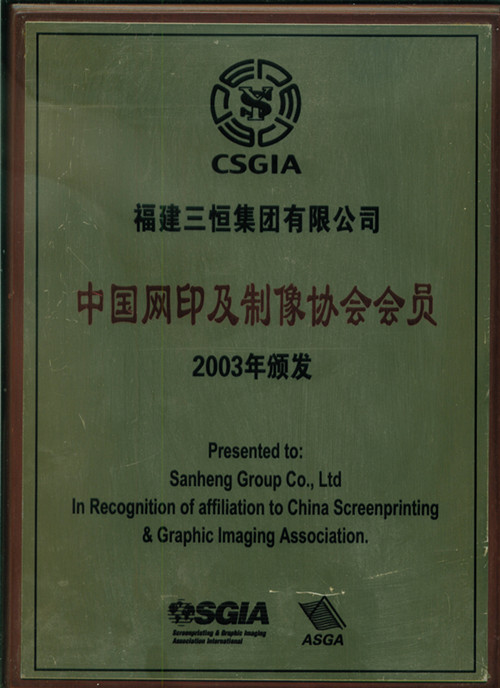 CSGIA
福建三恒集团有限公司
中国网印及制像协会会员
2003年颁发
Presented to:
Sanheng Group Co., Ltd
In Recognition of affiliation to China Screenprinting
& Graphic Imaging Association.
SGIA
Screenprinting & Graphic Imaging
Association International
ASGA